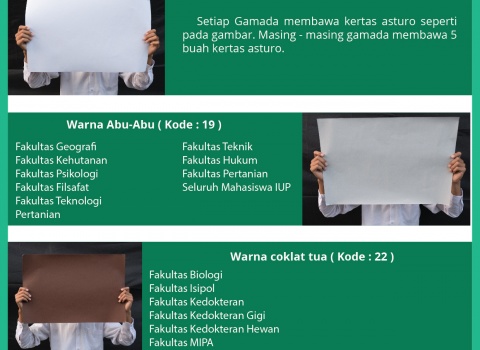 Setiap Gamada membawa kertas asturo seperti
pada gambar. Masing - masing gamada membawa 5
buah kertas asturo.
Warna Abu-Abu ( Kode : 19 )
Fakultas Geografi
Fakultas Kehutanan
Fakultas Psikologi
Fakultas Filsafat
Fakultas Teknologi
Pertanian
Fakultas Teknik
Fakultas Hukum
Fakultas Pertanian
Seluruh Mahasiswa IUP
Warna coklat tua ( Kode : 22 )
Fakultas Biologi
Fakultas Isipol
Fakultas Kedokteran
Fakultas Kedokteran Gigi
Fakultas Kedokteran Hewan
Fakultas MIPA